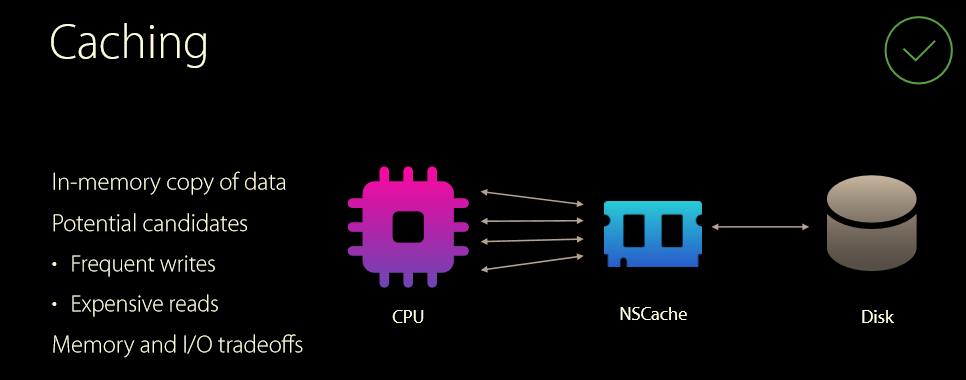 Caching
In-memory copy of data
Potential candidates
• Frequent writes
• Expensive reads
Memory and I/O tradeoffs
CPU
NSCache
Disk